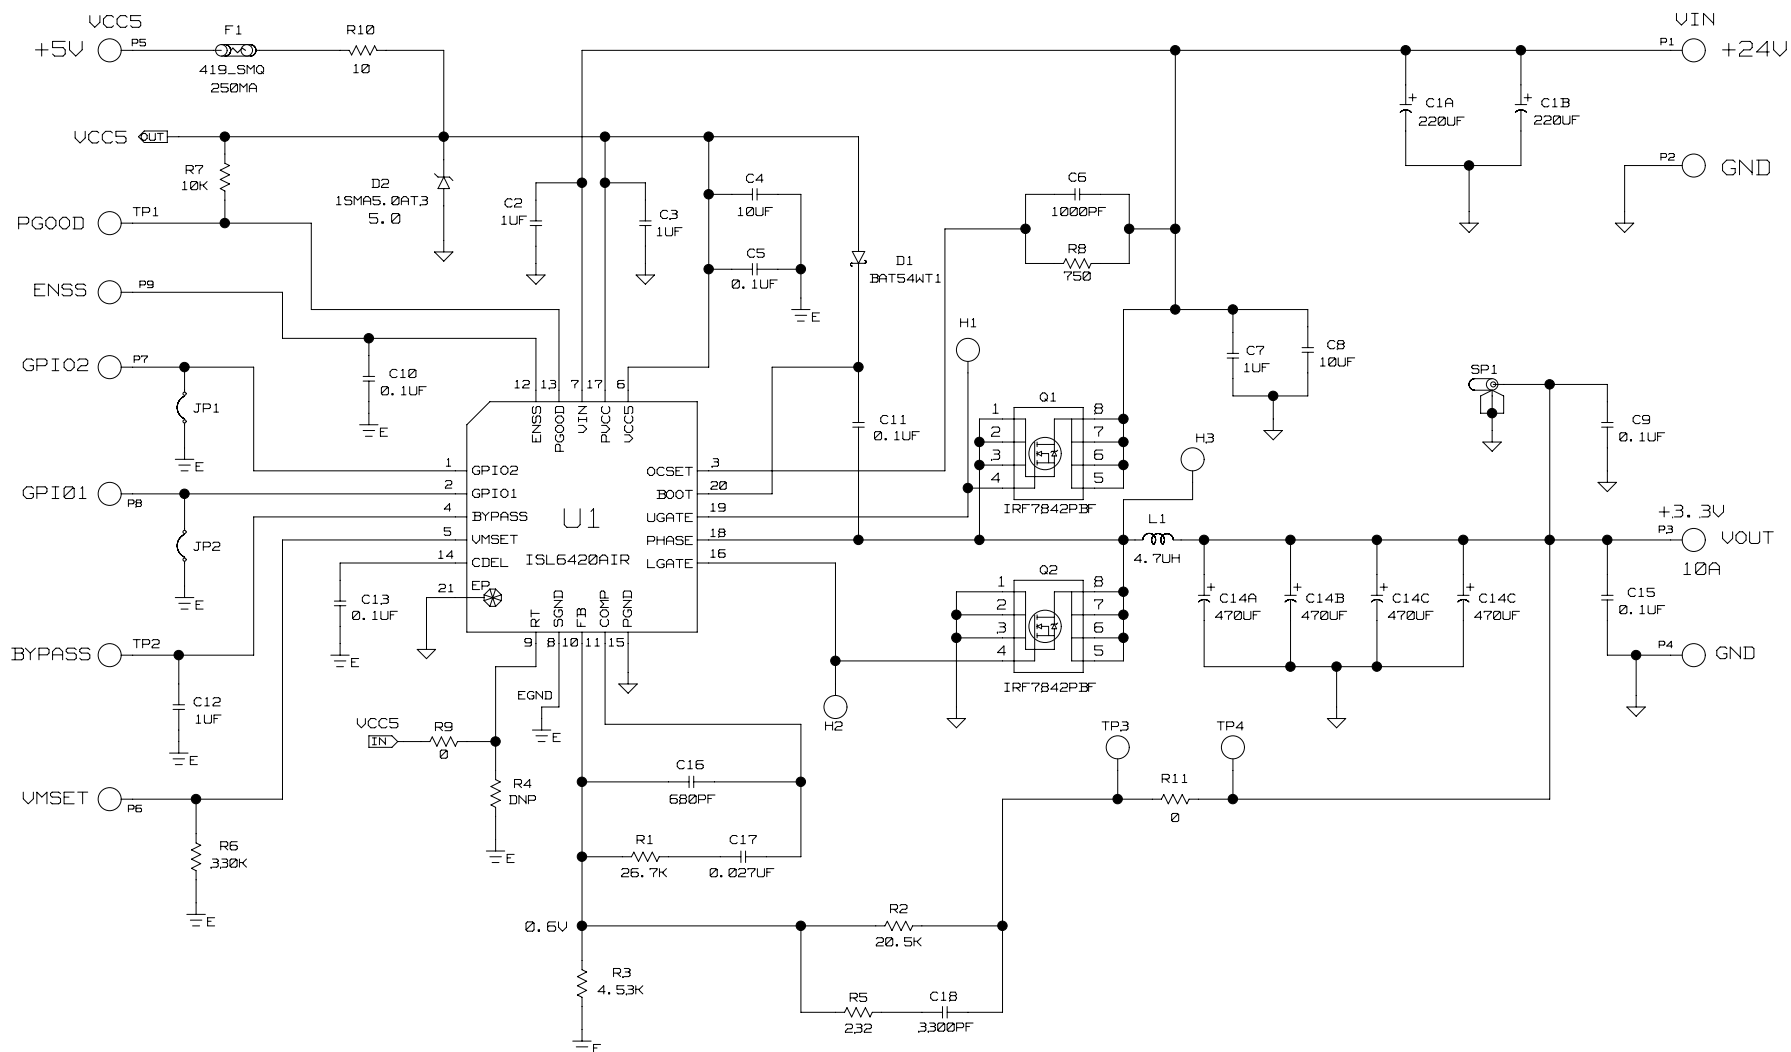 VCC5
+5V
P5
F1
419_SMQ
250MA
R10
10
VIN
P1
+24V
C1A
220UF
C1B
220UF
VCC5
OUT
R7
10K
D2
1SMA5.0AT3
5.0
PGOOD
TP1
C2
1UF
C3
1UF
C4
10UF
C5
0.1UF
E
D1
BAT54WT1
C6
1000PF
R8
750
P2
GND
ENSS
P9
GPIO2
P7
JP1
E
C10
0.1UF
E
H1
C7
1UF
C8
10UF
SP1
C9
0.1UF
12
13
7
17
6
ENSS
PGOOD
VIN
PVCC
VCC5
C11
0.1UF
Q1
1
2
3
4
8
7
6
5
IRF7842PBF
H3
1
GPIO2
2
GPIO1
4
BYPASS
5
VMSET
14
CDEL
21
EP
U1
ISL6420AIR
OCSET
3
BOOT
20
UGATE
19
PHASE
18
LGATE
16
RT
SGND
FB
COMP
PGND
9
8
10
11
15
GPIO1
P8
JP2
E
C13
0.1UF
E
L1
4.7UH
+3.3V
P3
VOUT
10A
Q2
1
2
3
4
8
7
6
5
IRF7842PBF
C14A
470UF
C14B
470UF
C14C
470UF
C14C
470UF
C15
0.1UF
P4
GND
BYPASS
TP2
C12
1UF
E
EGND
E
H2
VCC5
IN
R9
0
R4
DNP
E
TP3
TP4
R11
0
C16
680PF
VMSET
P6
R6
330K
E
R1
26.7K
C17
0.027UF
0.6V
R2
20.5K
R3
4.53K
R5
232
C18
3300PF
E